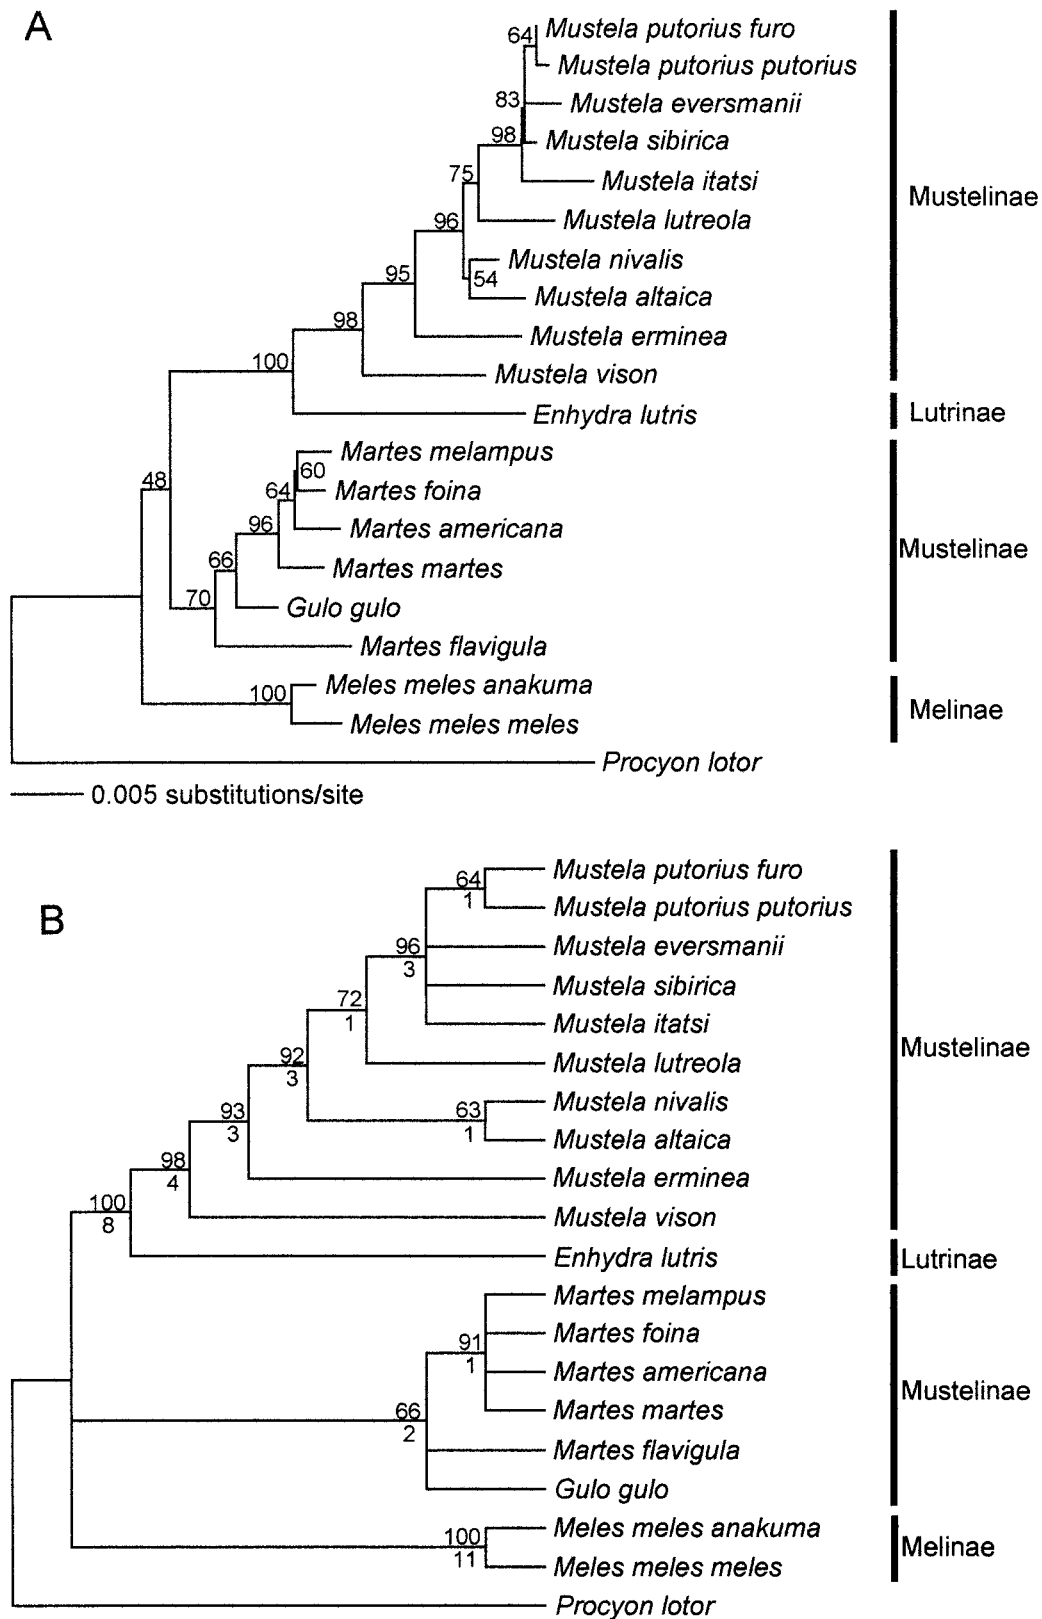 A
64 Mustela putorius furo
Mustela putorius putorius
83 Mustela eversmanii
98 Mustela sibirica
75 Mustela itatsi
Mustelinae
96 Mustela lutreola
Mustela nivalis
95 54
Mustela altaica
98 Mustela erminea
100 Mustela vison
Enhydra lutris Lutrinae
Martes melampus
60
48 64 Martes foina
96 Martes americana
Mustelinae
66 Martes martes
70 Gulo gulo
Martes flavigula
100 Meles meles anakuma
Melinae
Meles meles meles
Procyon lotor
0.005 substitutions/site
B
Mustela putorius furo
64
1
Mustela putorius putorius
96 Mustela eversmanii
3
Mustela sibirica
72
1 Mustela itatsi
Mustelinae
92 Mustela lutreola
3
93 63 Mustela nivalis
3 1
Mustela altaica
98 Mustela erminea
4
100 Mustela vison
8
Enhydra lutris Lutrinae
Martes melampus
91 Martes foina
1
Martes americana
Mustelinae
66 Martes martes
2
Martes flavigula
Gulo gulo
100 Meles meles anakuma
11
Melinae
Meles meles meles
Procyon lotor